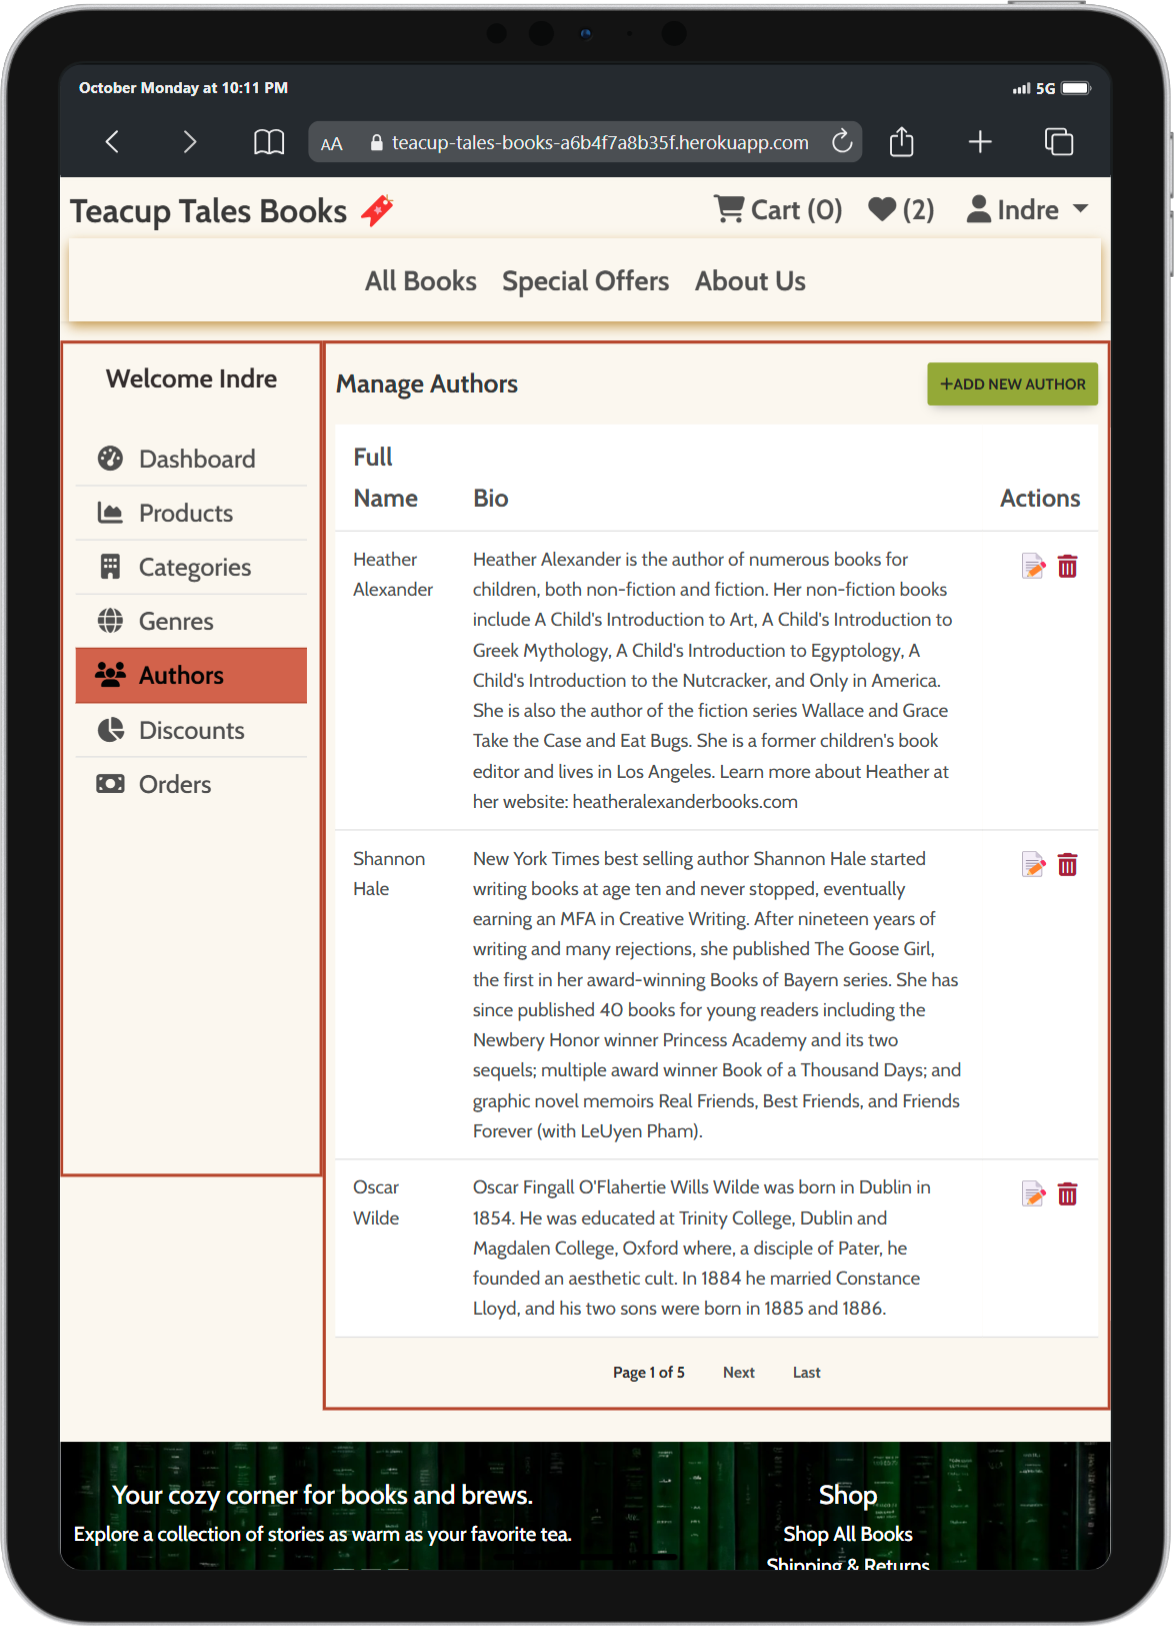 October Monday at 10:11 PM
5G
AA teacup-tales-books-a6b4f7a8b35f.herokuapp.com
Teacup Tales Books
Cart (0) (2) Indre
All Books Special Offers About Us
Welcome Indre
Dashboard
Products
Categories
Genres
Authors
Discounts
Orders
Manage Authors
+ADD NEW AUTHOR
Full
Name Bio Actions
Heather
Alexander
Heather Alexander is the author of numerous books for
children, both non-fiction and fiction. Her non-fiction books
include A Child's Introduction to Art, A Child's Introduction to
Greek Mythology, A Child's Introduction to Egyptology, A
Child's Introduction to the Nutcracker, and Only in America.
She is also the author of the fiction series Wallace and Grace
Take the Case and Eat Bugs. She is a former children's book
editor and lives in Los Angeles. Learn more about Heather at
her website: heatheralexanderbooks.com
Shannon
Hale
New York Times best selling author Shannon Hale started
writing books at age ten and never stopped, eventually
earning an MFA in Creative Writing. After nineteen years of
writing and many rejections, she published The Goose Girl,
the first in her award-winning Books of Bayern series. She has
since published 40 books for young readers including the
Newbery Honor winner Princess Academy and its two
sequels; multiple award winner Book of a Thousand Days; and
graphic novel memoirs Real Friends, Best Friends, and Friends
Forever (with LeUyen Pham).
Oscar
Wilde
Oscar Fingall O'Flahertie Wills Wilde was born in Dublin in
1854. He was educated at Trinity College, Dublin and
Magdalen College, Oxford where, a disciple of Pater, he
founded an aesthetic cult. In 1884 he married Constance
Lloyd, and his two sons were born in 1885 and 1886.
Page 1 of 5 Next Last
Your cozy corner for books and brews.
Explore a collection of stories as warm as your favorite tea.
Shop
Shop All Books
Shipping & Returns